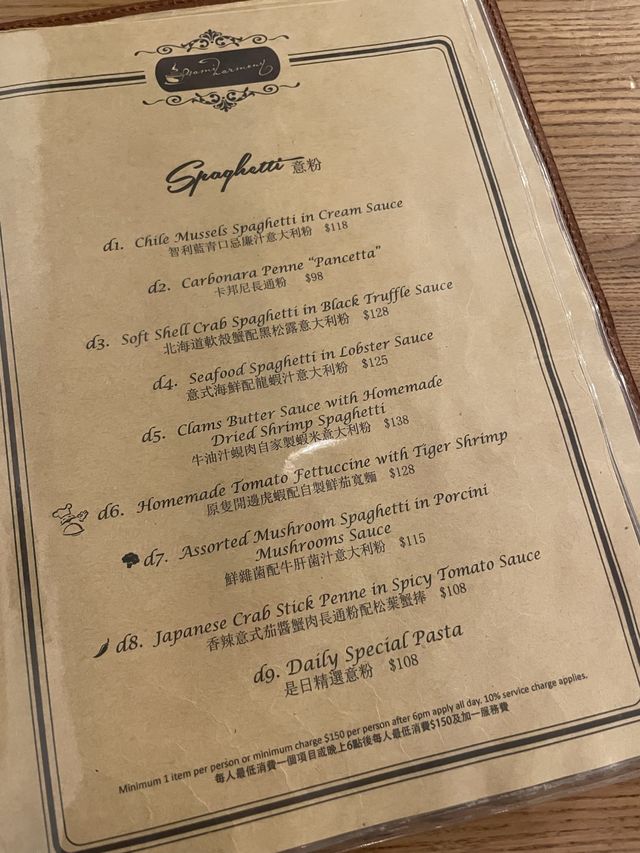 Spaghetti 意粉
d1. Chile Mussels Spaghetti in Cream Sauce
智利藍青口忌廉汁意大利粉 $118
d2. Carbonara Penne “Pancetta”
卡邦尼長通粉 $98
d3. Soft Shell Crab Spaghetti in Black Truffle Sauce
北海道軟殼蟹配黑松露意大利粉 $128
d4. Seafood Spaghetti in Lobster Sauce
意式海鮮配龍蝦汁意大利粉 $125
d5. Clams Butter Sauce with Homemade
Dried Shrimp Spaghetti
牛油汁蜆肉自家製蝦米意大利粉 $138
d6. Homemade Tomato Fettuccine with Tiger Shrimp
原隻開邊虎蝦配自製鮮茄寬麵 $128
d7. Assorted Mushroom Spaghetti in Porcini
Mushrooms Sauce
鮮雜菌配牛肝菌汁意大利粉 $115
d8. Japanese Crab Stick Penne in Spicy Tomato Sauce
香辣意式茄醬蟹肉長通粉配松葉蟹棒 $108
d9. Daily Special Pasta
是日精選意粉 $108
Minimum 1 item per person or minimum charge $150 per person after 6pm apply all day. 10% service charge applies.
每人最低消費一個項目或晚上6點後每人最低消費$150及加一服務費